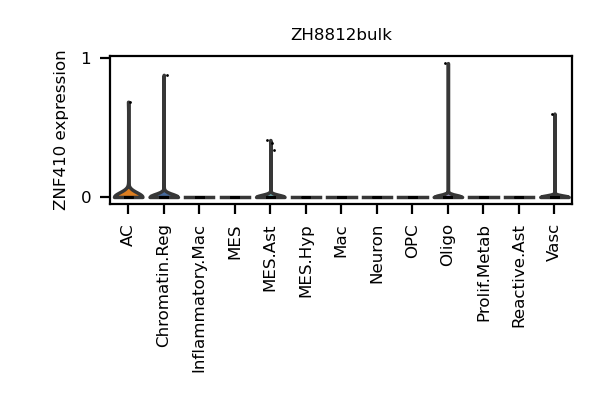 ZH8812bulk
ZNF410 expression
1
0
AC
Chromatin.Reg
Inflammatory.Mac
MES
MES.Ast
MES.Hyp
Mac
Neuron
OPC
Oligo
Prolif.Metab
Reactive.Ast
Vasc